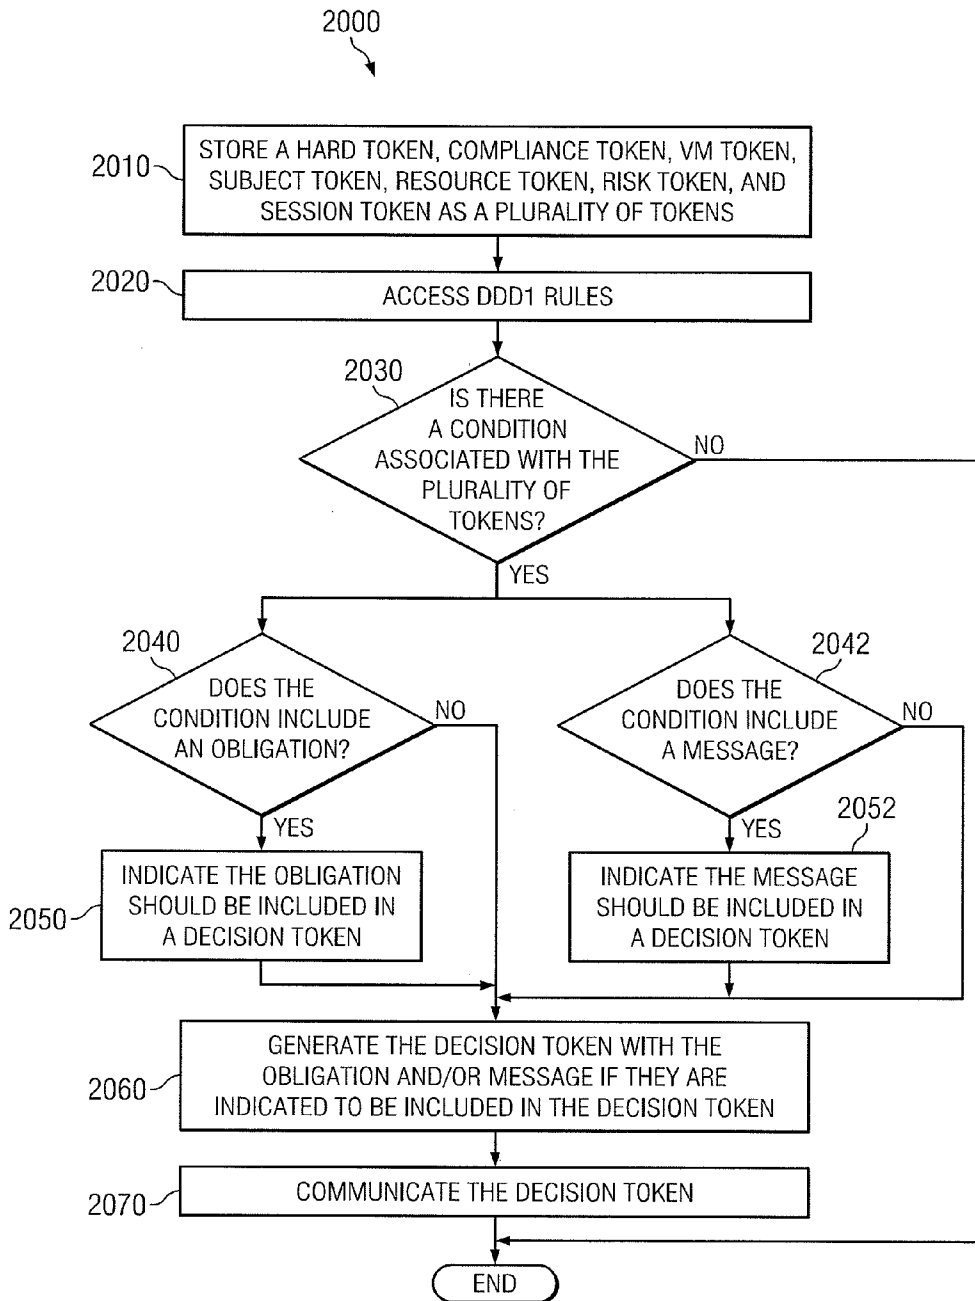 2000
2010
STORE A HARD TOKEN, COMPLIANCE TOKEN, VM TOKEN,
SUBJECT TOKEN, RESOURCE TOKEN, RISK TOKEN, AND
SESSION TOKEN AS A PLURALITY OF TOKENS
2020
ACCESS DDD1 RULES
2030
IS THERE
A CONDITION
ASSOCIATED WITH THE
PLURALITY OF
TOKENS?
NO
YES
2040
DOES THE
CONDITION INCLUDE
AN OBLIGATION?
NO
YES
2042
DOES THE
CONDITION INCLUDE
A MESSAGE?
NO
YES
2050
INDICATE THE OBLIGATION
SHOULD BE INCLUDED IN
A DECISION TOKEN
2052
INDICATE THE MESSAGE
SHOULD BE INCLUDED IN
A DECISION TOKEN
2060
GENERATE THE DECISION TOKEN WITH THE
OBLIGATION AND/OR MESSAGE IF THEY ARE
INDICATED TO BE INCLUDED IN THE DECISION TOKEN
2070
COMMUNICATE THE DECISION TOKEN
END